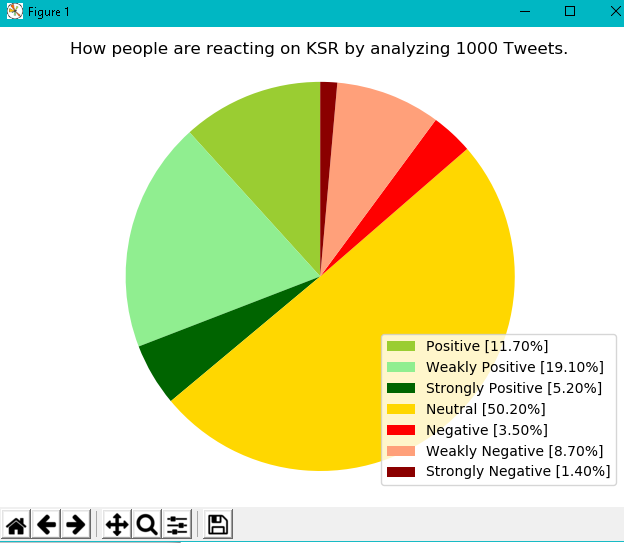 Figure 1
How people are reacting on KSR by analyzing 1000 Tweets.
Positive [11.70%]
Weakly Positive [19.10%]
Strongly Positive [5.20%]
Neutral [50.20%]
Negative [3.50%]
Weakly Negative [8.70%]
Strongly Negative [1.40%]